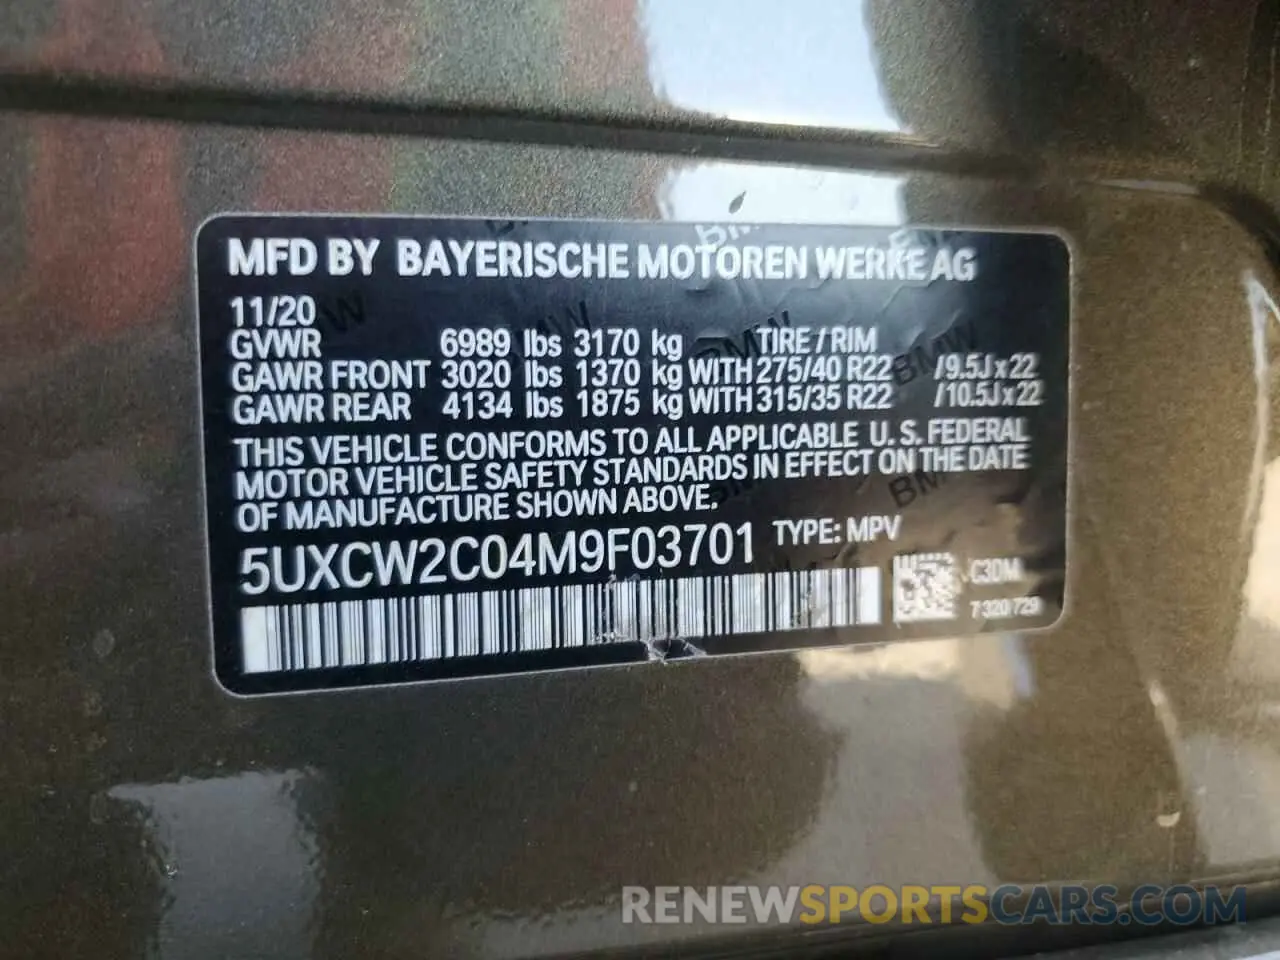 MFD BY BAYERISCHE MOTOREN WERKE AG
11/20
GVWR 6989 lbs 3170 kg TIRE / RIM
GAWR FRONT 3020 lbs 1370 kg WITH 275/40 R22 /9.5J x 22
GAWR REAR 4134 lbs 1875 kg WITH 315/35 R22 /10.5J x 22
THIS VEHICLE CONFORMS TO ALL APPLICABLE U.S. FEDERAL
MOTOR VEHICLE SAFETY STANDARDS IN EFFECT ON THE DATE
OF MANUFACTURE SHOWN ABOVE.
5UXCW2C04M9F03701 TYPE: MPV
C3DM
7 320 729
RENEWSPORTSCARS.COM